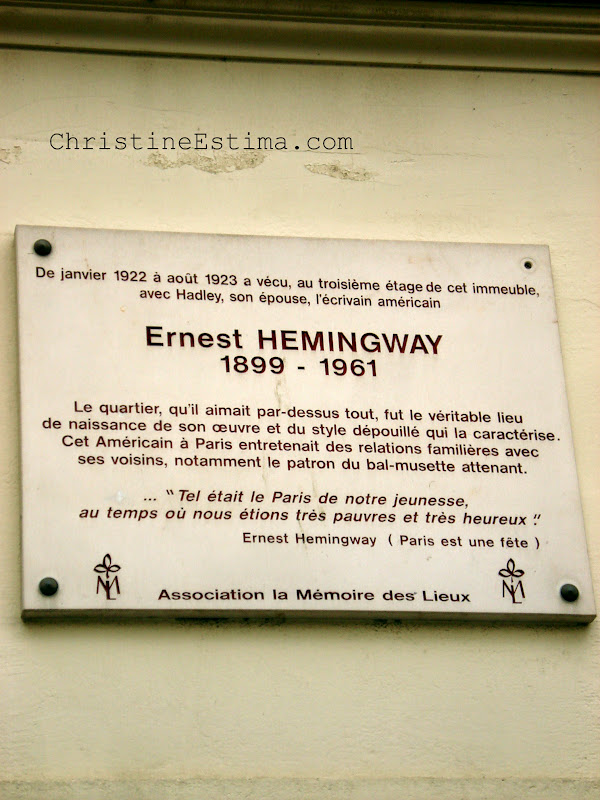 ChristineEstima.com
De janvier 1922 à août 1923 a vécu, au troisième étage de cet immeuble,
avec Hadley, son épouse, l'écrivain américain
Ernest HEMINGWAY
1899 - 1961
Le quartier, qu'il aimait par-dessus tout, fut le véritable lieu
de naissance de son œuvre et du style dépouillé qui la caractérise.
Cet Américain à Paris entretenait des relations familières avec
ses voisins, notamment le patron du bal-musette attenant.
... “Tel était le Paris de notre jeunesse,
au temps où nous étions très pauvres et très heureux.”
Ernest Hemingway ( Paris est une fête )
Association la Mémoire des Lieux